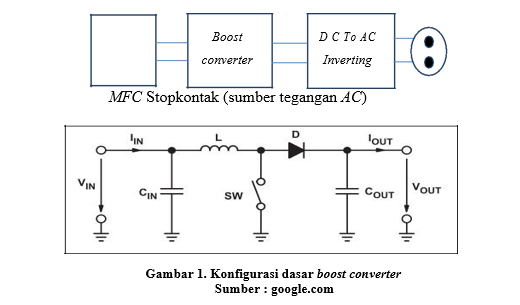 Boost
converter
D C To AC
Inverting
MFC Stopkontak (sumber tegangan AC)
IIN
L
D
IOUT
VIN
CIN
SW
COUT
VOUT
Gambar 1. Konfigurasi dasar boost converter
Sumber : google.com